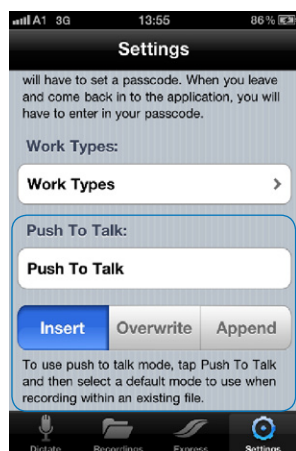 A1 3G 13:55 86%
Settings
will have to set a passcode. When you leave
and come back in to the application, you will
have to enter in your passcode.
Work Types:
Work Types
Push To Talk:
Push To Talk
Insert Overwrite Append
To use push to talk mode, tap Push To Talk
and then select a default mode to use when
recording within an existing file.
Dictate Recordings Express Settings